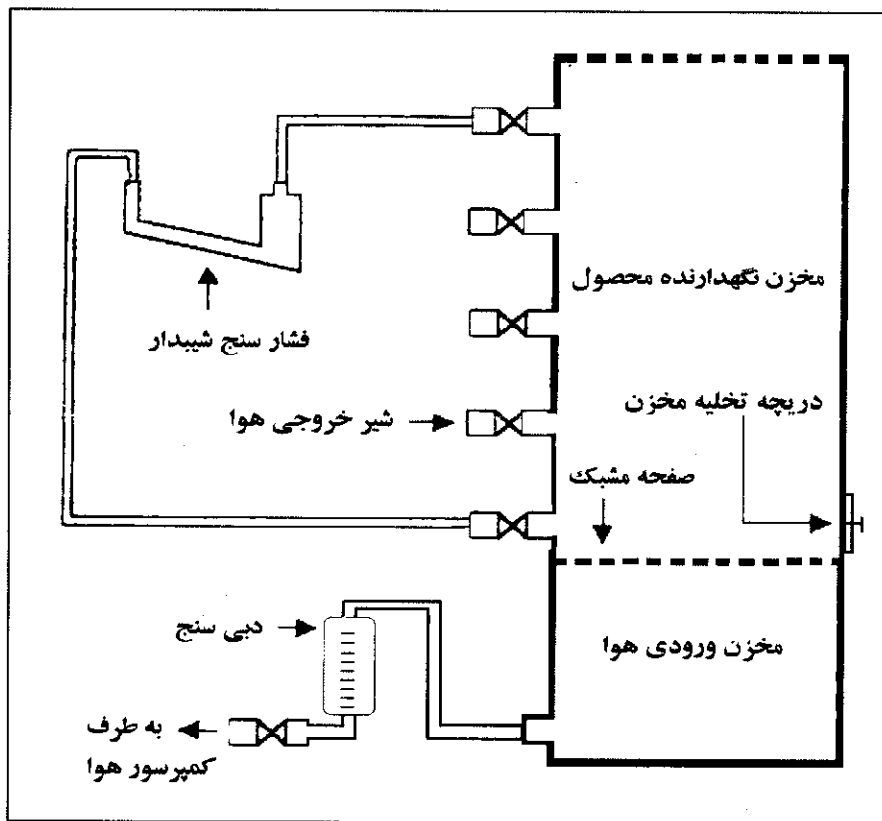 مخزن نگهدارنده محصول
فشار سنج شیبدار
دریچه تخلیه مخزن
شیر خروجی هوا
صفحه مشبک
دبی سنج
مخزن ورودی هوا
به طرف
کمپرسور هوا